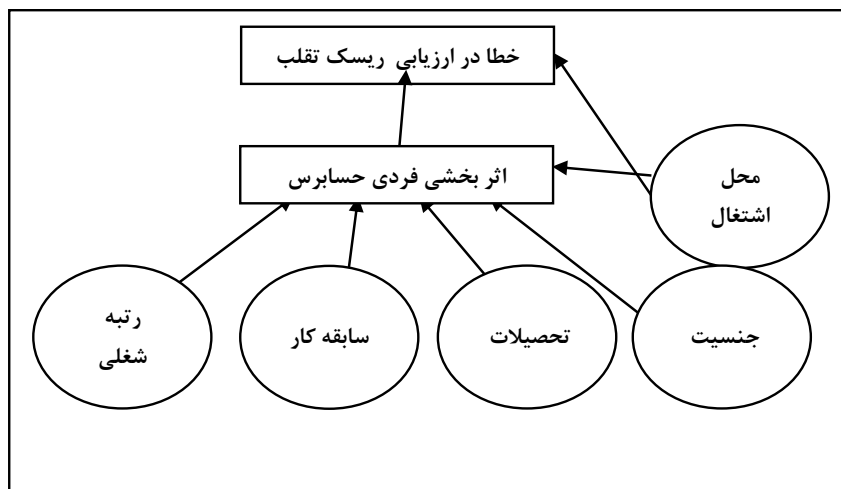 خطا در ارزیابی ریسک تقلب
اثر بخشی فردی حسابرس
محل
اشتغال
رتبه
شغلی
سابقه کار
تحصیلات
جنسیت